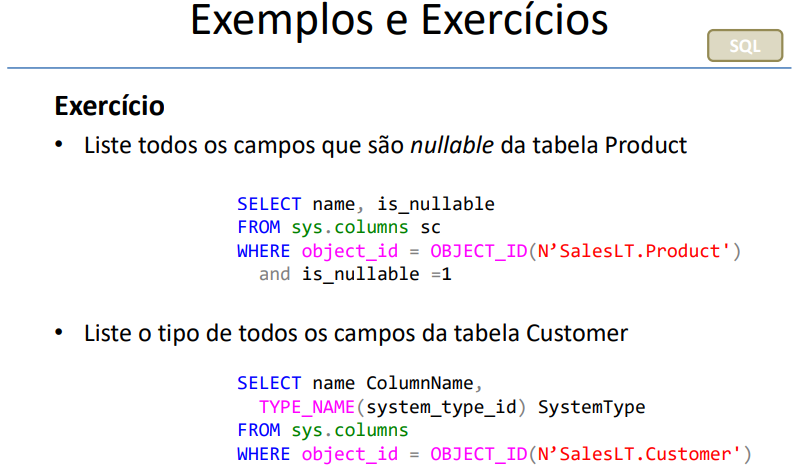 Exemplos e Exercícios
SQL
Exercício
• Liste todos os campos que são nullable da tabela Product
SELECT name, is_nullable
FROM sys.columns sc
WHERE object_id = OBJECT_ID(N’SalesLT.Product')
and is_nullable =1
• Liste o tipo de todos os campos da tabela Customer
SELECT name ColumnName,
TYPE_NAME(system_type_id) SystemType
FROM sys.columns
WHERE object_id = OBJECT_ID(N’SalesLT.Customer')